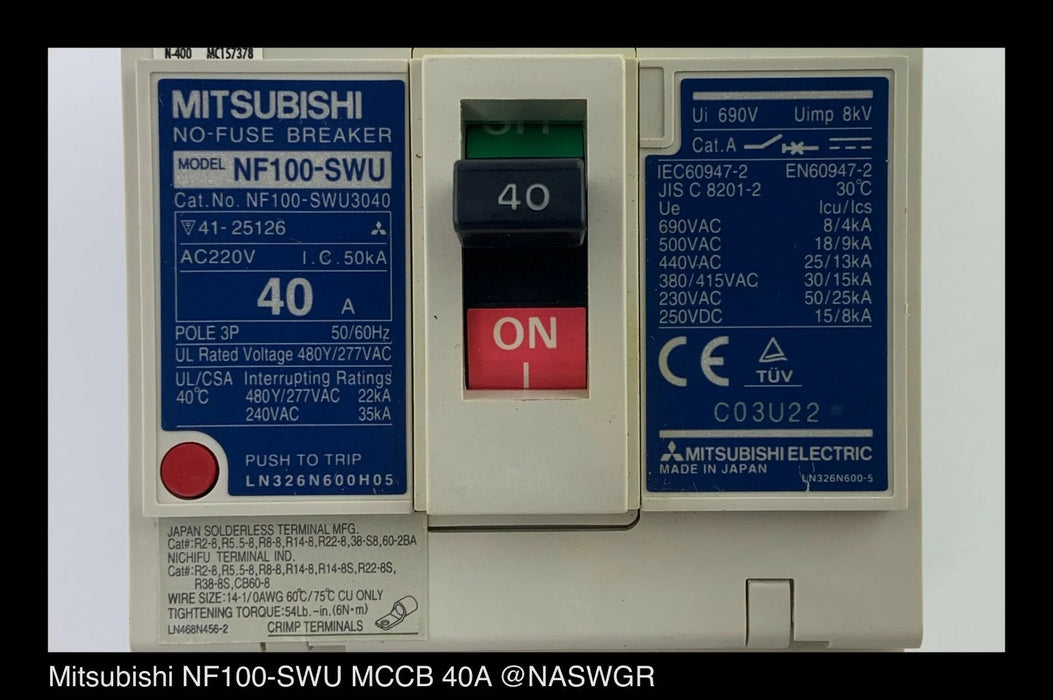 N-400 MC157378
MITSUBISHI
NO-FUSE BREAKER
MODEL NF100-SWU
Cat.No. NF100-SWU3040
41-25126
AC220V I.C.50kA
40 A
POLE 3P 50/60Hz
UL Rated Voltage 480Y/277VAC
UL/CSA Interrupting Ratings
40℃ 480Y/277VAC 22kA
240VAC 35kA
PUSH TO TRIP
LN326N600H05
OFF
40
ON
|
Ui 690V Uimp 8kV
Cat.A
IEC60947-2 EN60947-2
JIS C 8201-2 30℃
Ue Icu/Ics
690VAC 8/4kA
500VAC 18/9kA
440VAC 25/13kA
380/415VAC 30/15kA
230VAC 50/25kA
250VDC 15/8kA
CE
TÜV
C03U22
MITSUBISHI ELECTRIC
MADE IN JAPAN
LN326N600-5
JAPAN SOLDERLESS TERMINAL MFG.
Cat#:R2-8,R5.5-8,R8-8,R14-8,R22-8,38-S8,60-2BA
NICHIFU TERMINAL IND.
Cat#:R2-8,R5.5-8,R8-8,R14-8,R14-8S,R22-8S,
R38-8S,CB60-8
WIRE SIZE:14-1/0AWG 60℃/75℃ CU ONLY
TIGHTENING TORQUE:54Lb.-in.(6N·m)
LN468N456-2 CRIMP TERMINALS
Mitsubishi NF100-SWU MCCB 40A @NASWGR